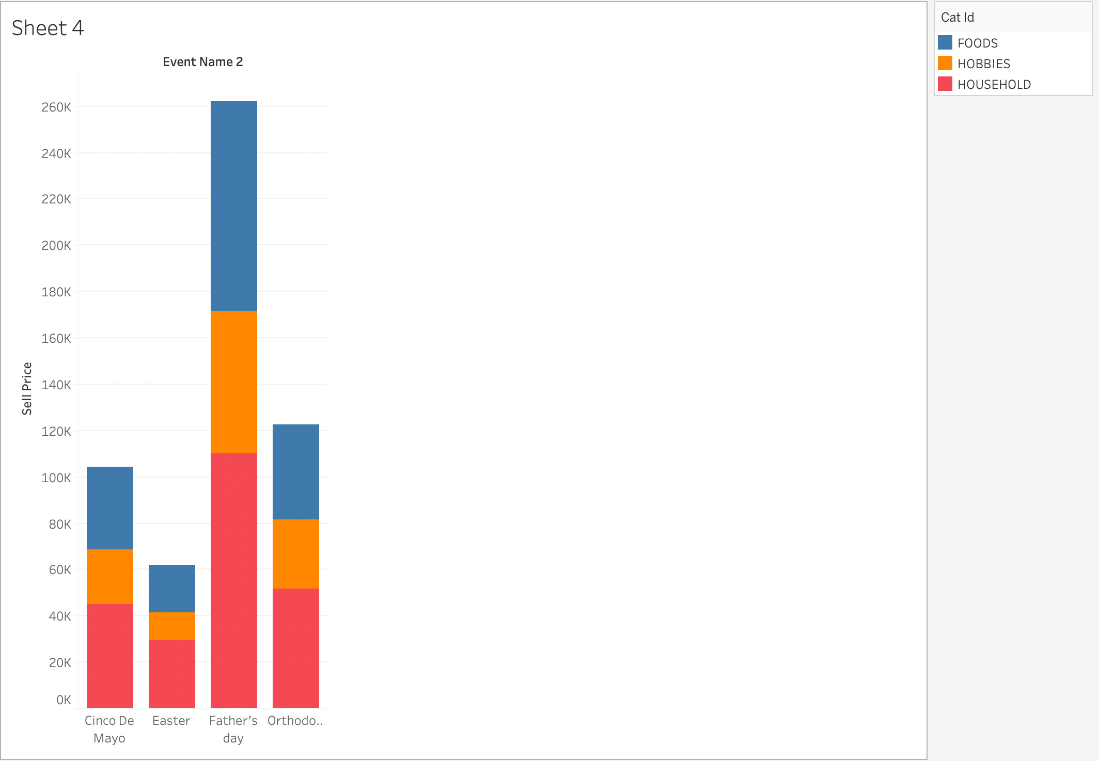 Sheet 4
Event Name 2
260K
240K
220K
200K
180K
160K
140K
120K
100K
80K
60K
40K
20K
0K
Sell Price
Cinco De
Mayo
Easter
Father's
day
Orthodo..
Cat Id
FOODS
HOBBIES
HOUSEHOLD